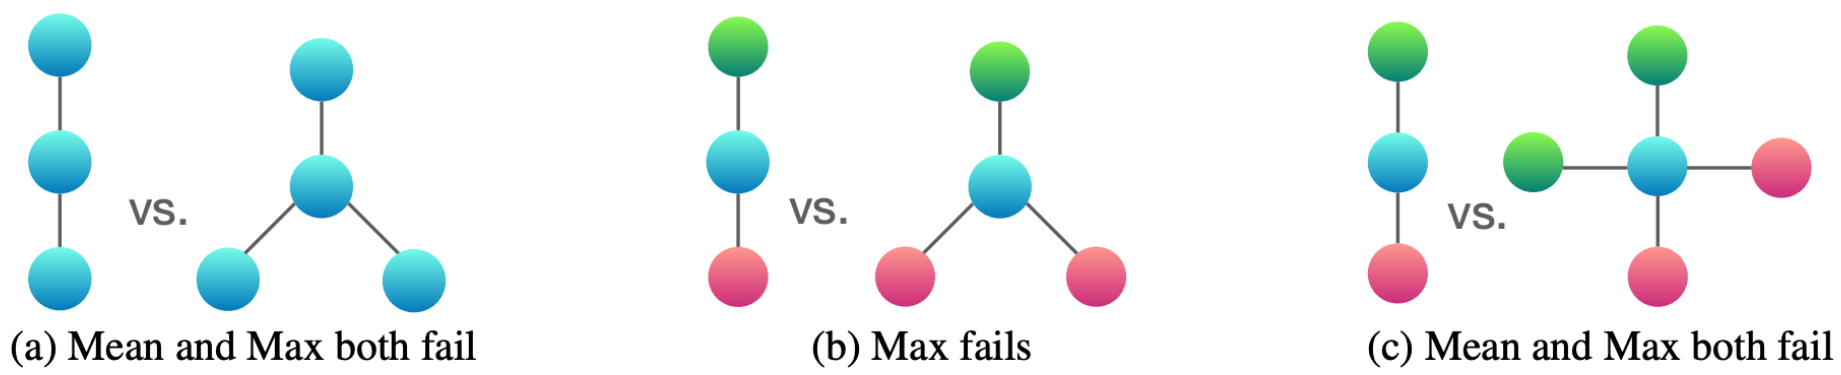 vs.
vs.
vs.
(a) Mean and Max both fail
(b) Max fails
(c) Mean and Max both fail